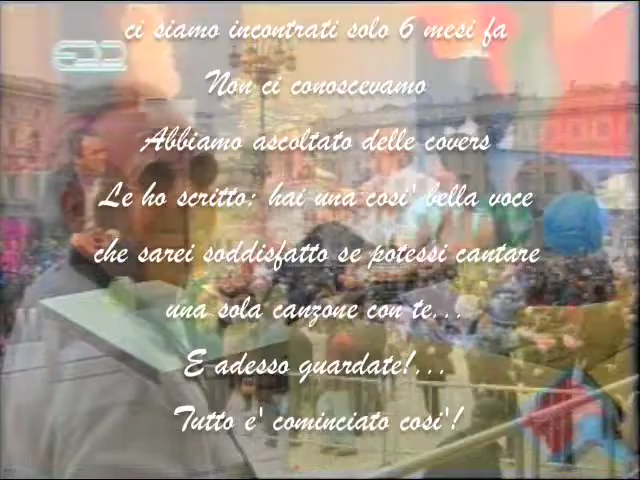 ci siamo incontrati solo 6 mesi fa
Non ci conoscevamo
Abbiamo ascoltato delle covers
Le ho scritto: hai una cosi' bella voce
che sarei soddisfatto se potessi cantare
una sola canzone con te...
E adesso guardate!...
Tutto e' cominciato cosi'!